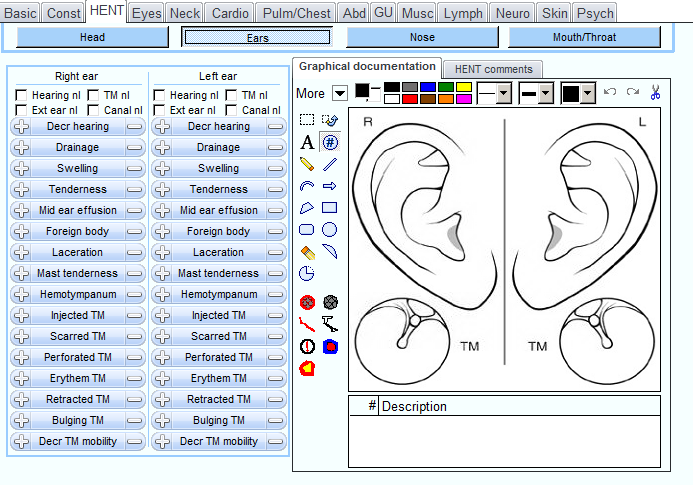 Basic Const HENT Eyes Neck Cardio Pulm/Chest Abd GU Musc Lymph Neuro Skin Psych
Head Ears Nose Mouth/Throat
Graphical documentation HENT comments
Right ear Left ear
Hearing nl TM nl Hearing nl TM nl
Ext ear nl Canal nl Ext ear nl Canal nl
More
Decr hearing Decr hearing
Drainage Drainage
Swelling Swelling
Tenderness Tenderness
Mid ear effusion Mid ear effusion
Foreign body Foreign body
Laceration Laceration
Mast tenderness Mast tenderness
Hemotympanum Hemotympanum
Injected TM Injected TM
Scarred TM Scarred TM
Perforated TM Perforated TM
Erythem TM Erythem TM
Retracted TM Retracted TM
Bulging TM Bulging TM
Decr TM mobility Decr TM mobility
A #
R L
TM TM
# Description